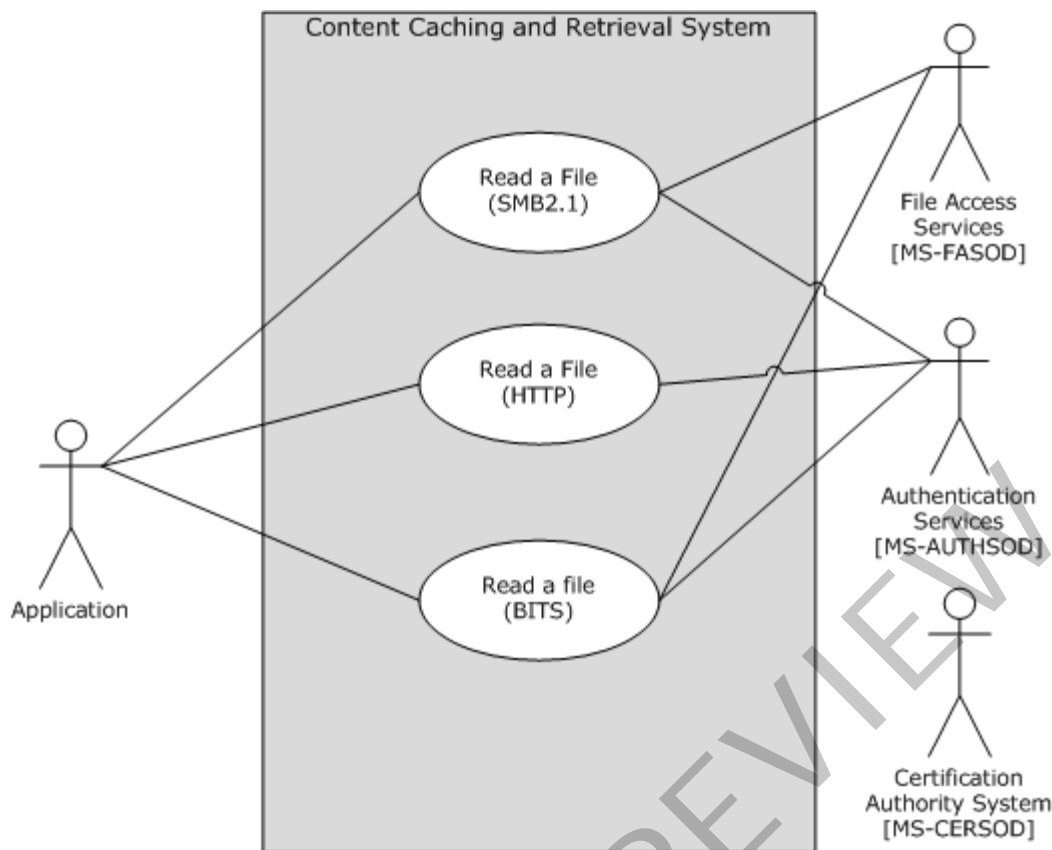 Content Caching and Retrieval System
Read a File
(SMB2.1)
File Access
Services
[MS-FASOD]
Read a File
(HTTP)
Authentication
Services
[MS-AUTHSOD]
Application
Read a file
(BITS)
Certification
Authority System
[MS-CERSOD]
REVIEW